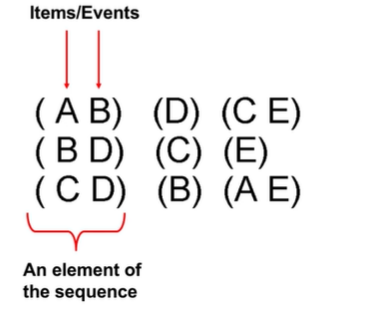 Items/Events
( A B) (D) (C E)
( B D) (C) (E)
( C D) (B) (A E)
An element of
the sequence